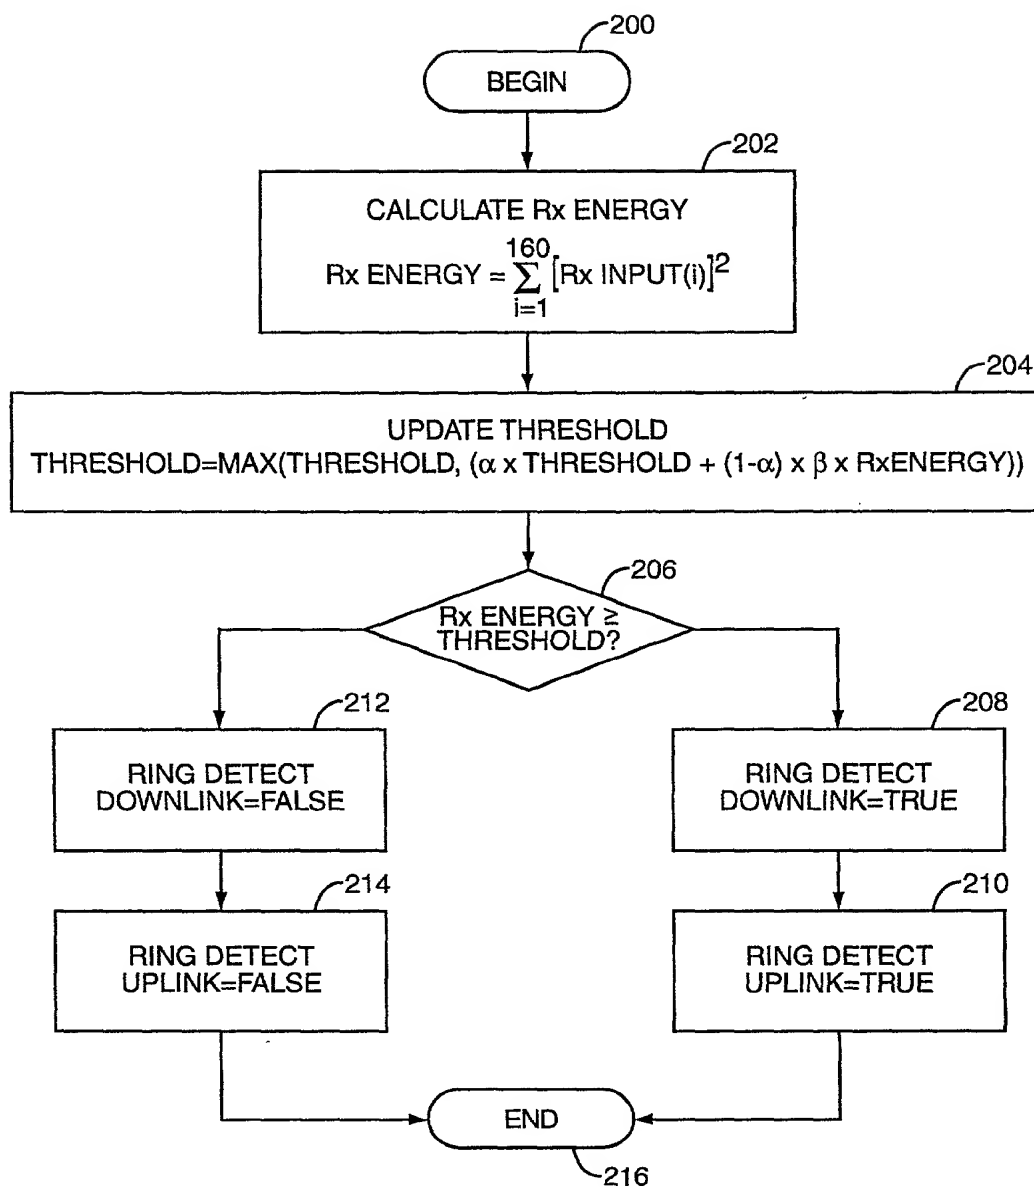 200
BEGIN
202
CALCULATE Rx ENERGY
160
Rx ENERGY = ∑ [Rx INPUT(i)]²
i=1
204
UPDATE THRESHOLD
THRESHOLD=MAX(THRESHOLD, (α x THRESHOLD + (1-α) x β x RxENERGY))
206
Rx ENERGY ≥
THRESHOLD?
212
RING DETECT
DOWNLINK=FALSE
208
RING DETECT
DOWNLINK=TRUE
214
RING DETECT
UPLINK=FALSE
210
RING DETECT
UPLINK=TRUE
END
216